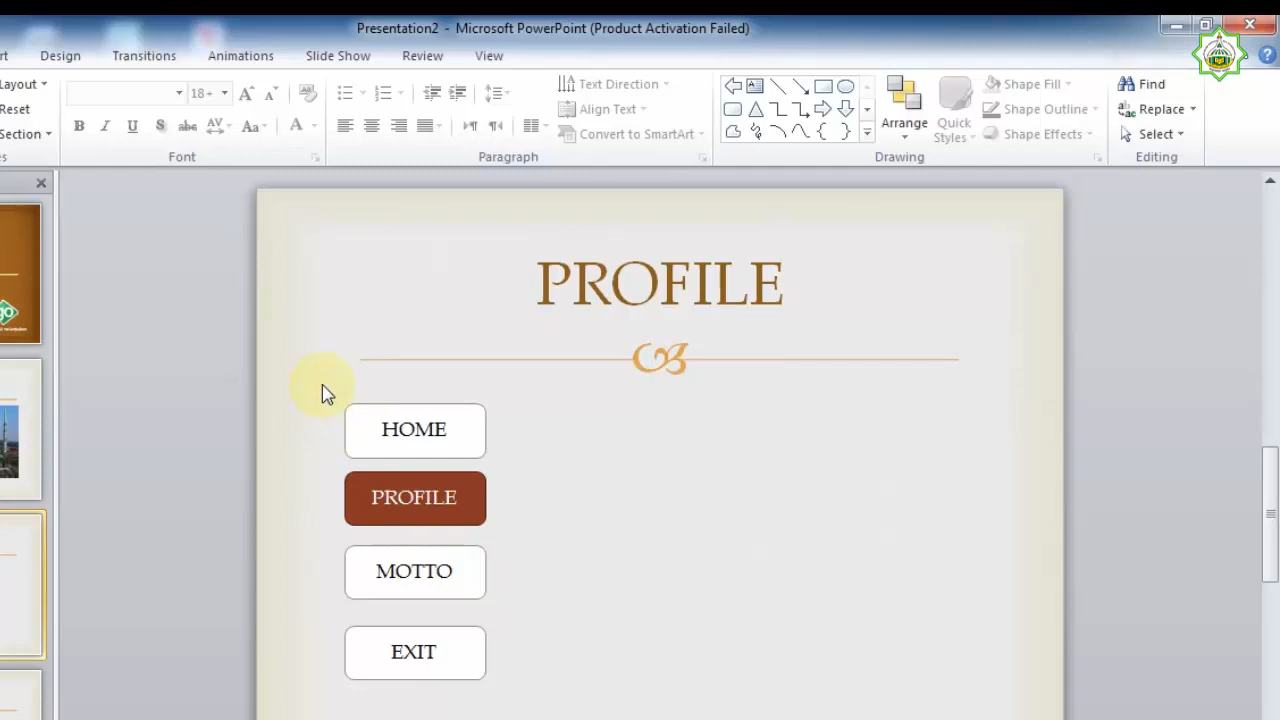 Presentation2 - Microsoft PowerPoint (Product Activation Failed)
Design Transitions Animations Slide Show Review View
Layout
Reset
Section
18+
Aa
Font
Text Direction
Align Text
Convert to SmartArt
Paragraph
Arrange
Quick Styles
Shape Fill
Shape Outline
Shape Effects
Drawing
Find
Replace
Select
Editing
PROFILE
HOME
PROFILE
MOTTO
EXIT